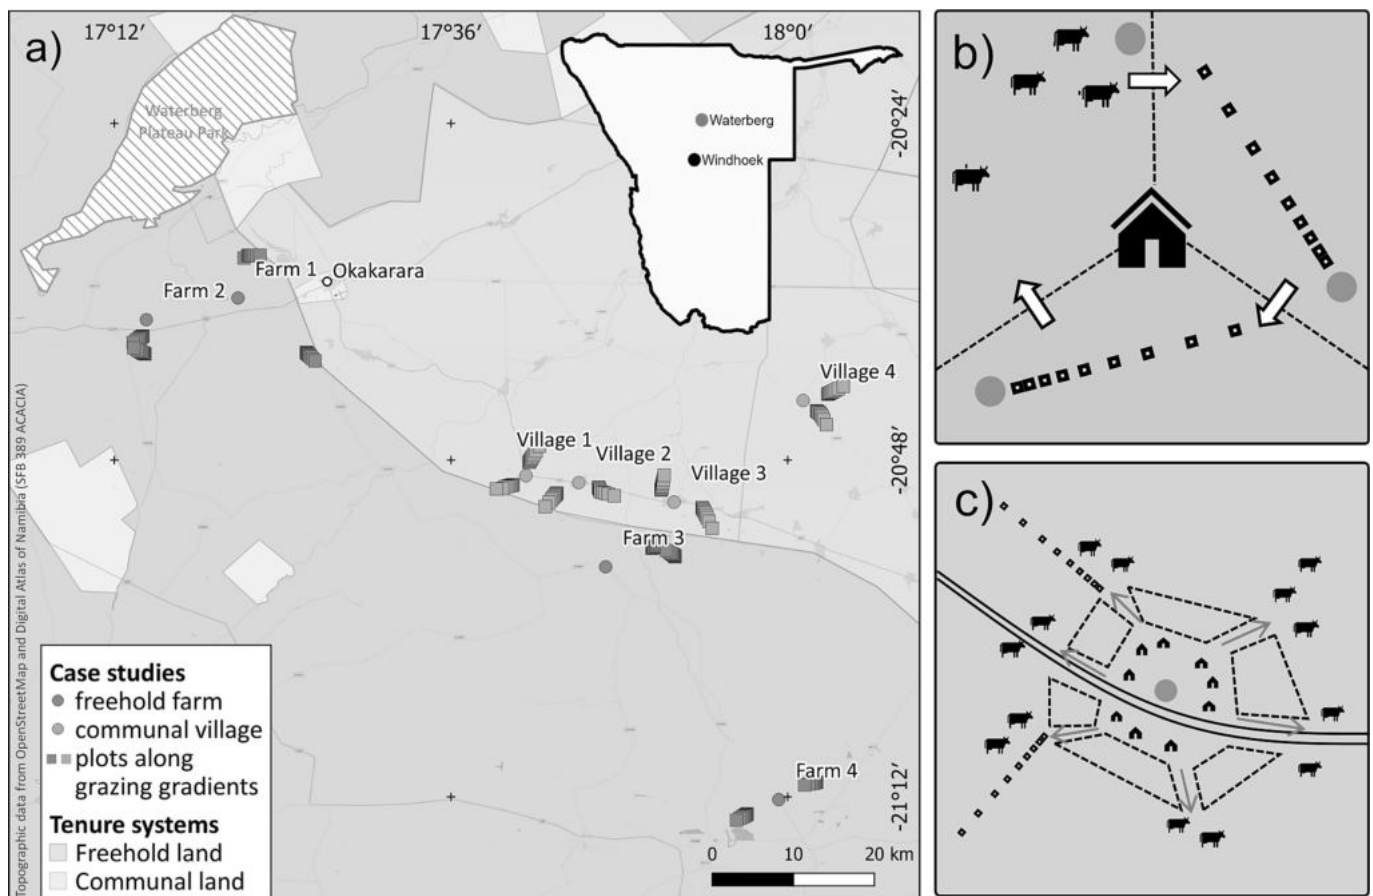 a)
17°12′
17°36′
18°0′
Waterberg
Plateau Park
Waterberg
Windhoek
-20°24′
Farm 1
Okakarara
Farm 2
Village 4
Village 1
Village 2
Village 3
-20°48′
Farm 3
Farm 4
-21°12′
Case studies
freehold farm
communal village
plots along
grazing gradients
Tenure systems
Freehold land
Communal land
0 10 20 km
Topographic data from OpenStreetMap and Digital Atlas of Namibia (SFB 389 ACACIA)
b)
c)